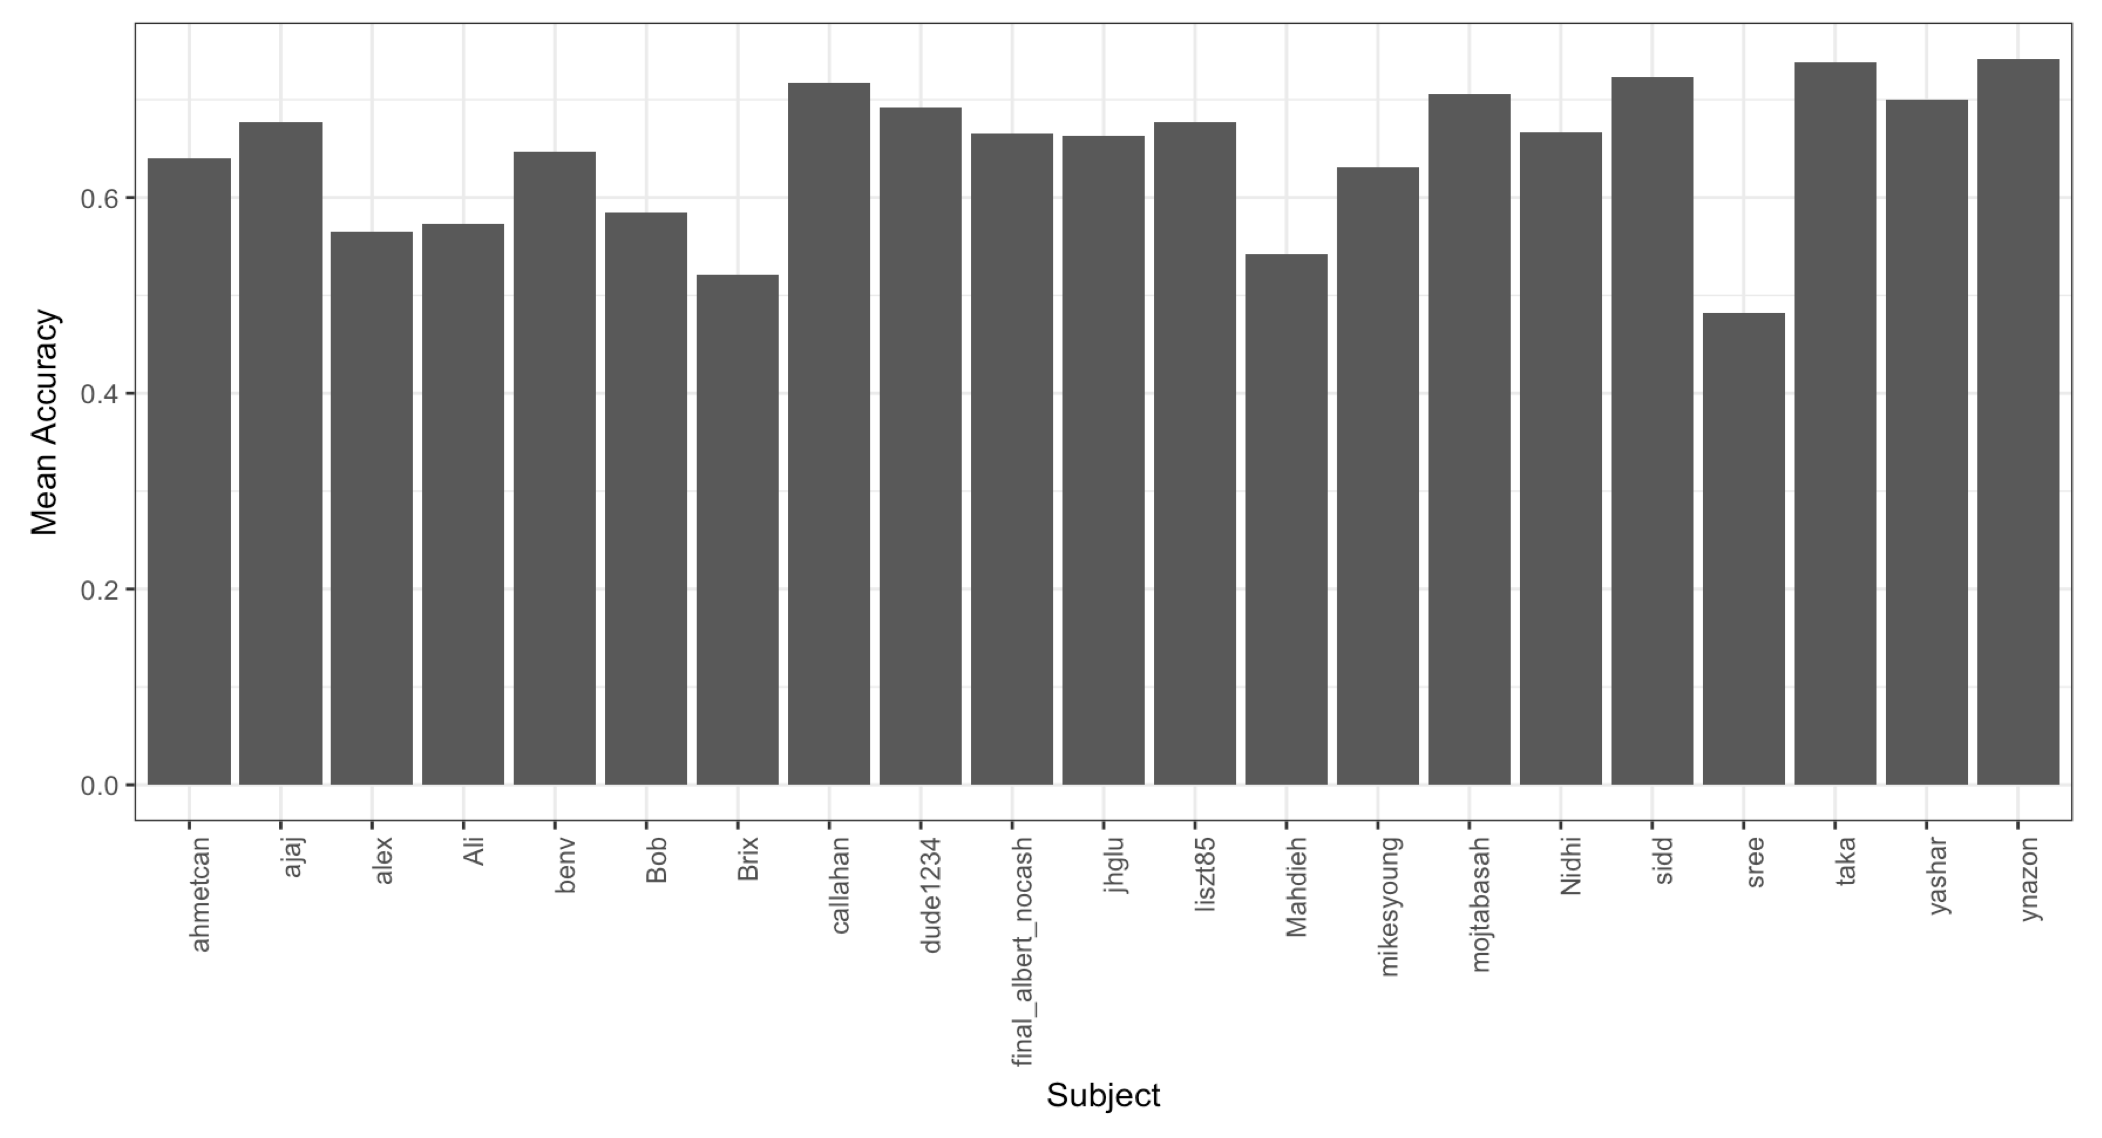 Mean Accuracy
0.6
0.4
0.2
0.0
ahmetcan
ajaj
alex
Ali
benv
Bob
Brix
callahan
dude1234
final_albert_nocash
jhglu
liszt85
Mahdieh
mikesyoung
mojtabasah
Nidhi
sidd
sree
taka
yashar
ynazon
Subject